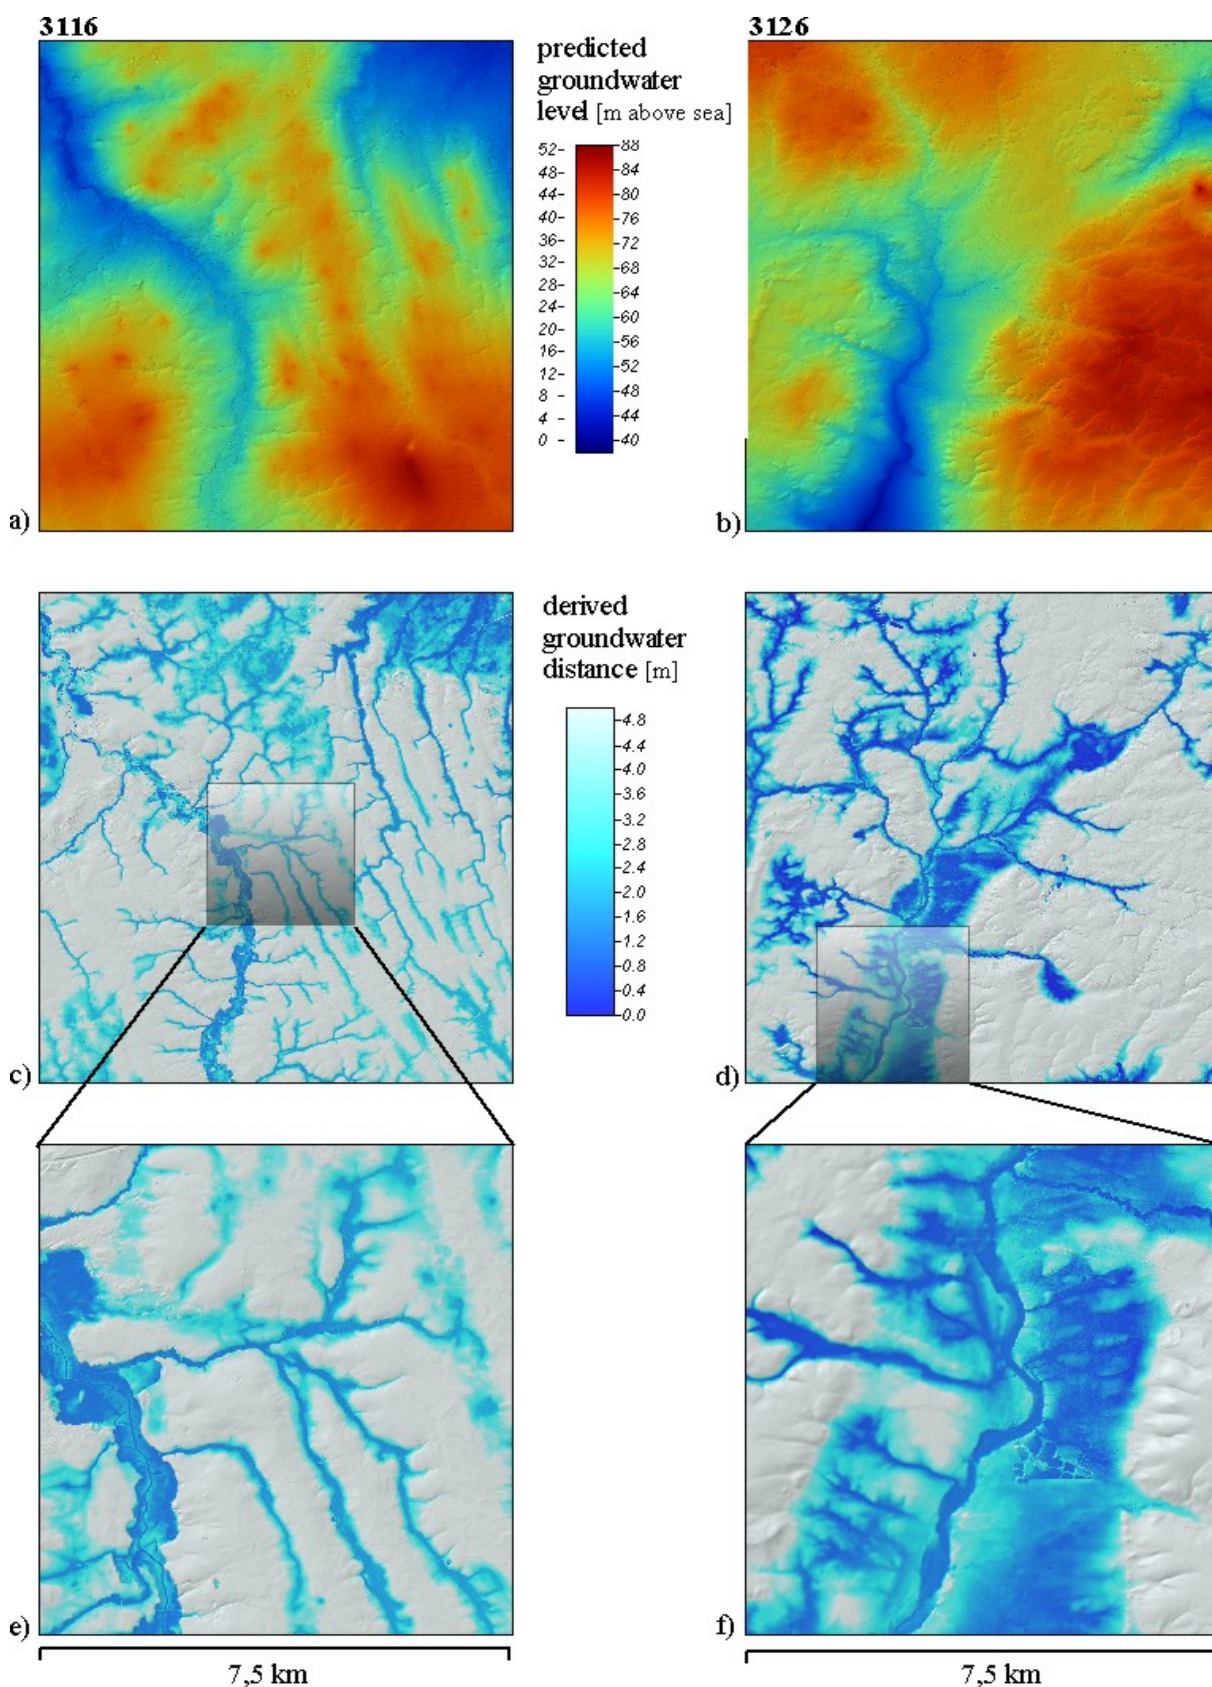 3116
3126
predicted
groundwater
level [m above sea]
52- -88
48- -84
44- -80
40- -76
36- -72
32- -68
28- -64
24- -60
20- -56
16- -52
12- -48
8 - -44
4 -
0 - -40
a)
b)
derived
groundwater
distance [m]
-4.8
-4.4
-4.0
-3.6
-3.2
-2.8
-2.4
-2.0
-1.6
-1.2
-0.8
-0.4
-0.0
c)
d)
e)
f)
7,5 km
7,5 km